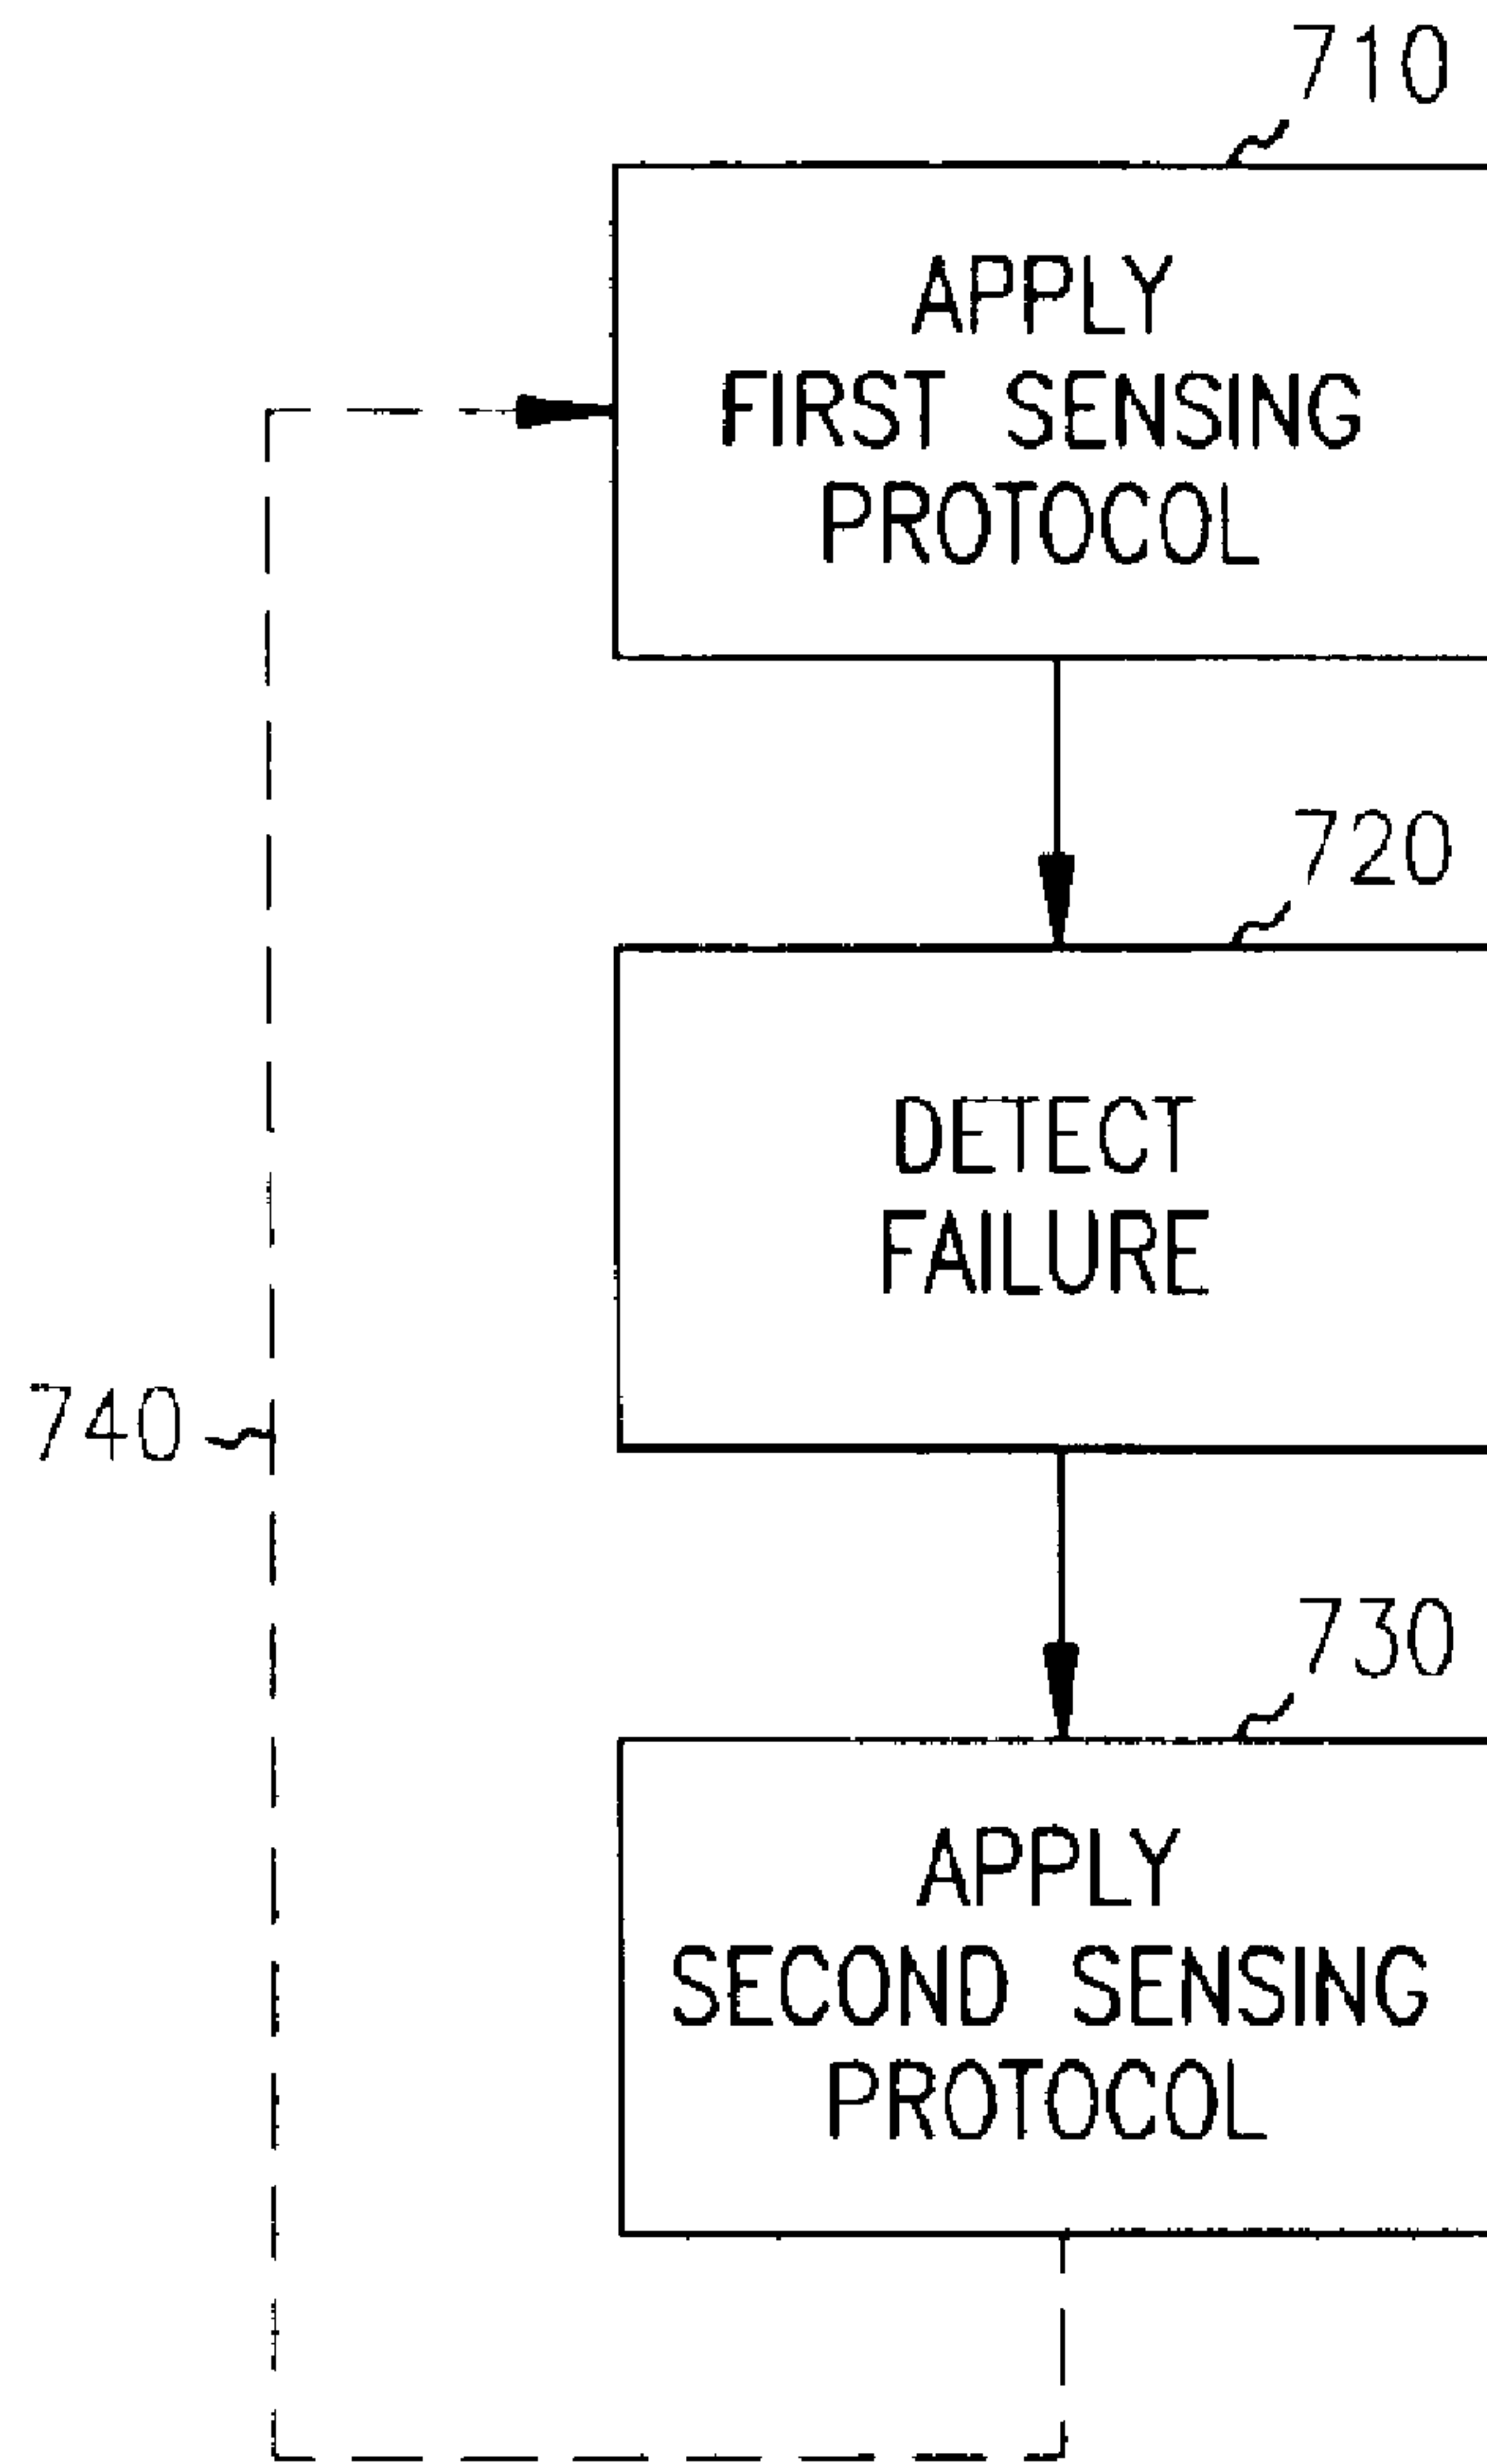 710
APPLY
FIRST SENSING
PROTOCOL
720
DETECT
FAILURE
740
730
APPLY
SECOND SENSING
PROTOCOL